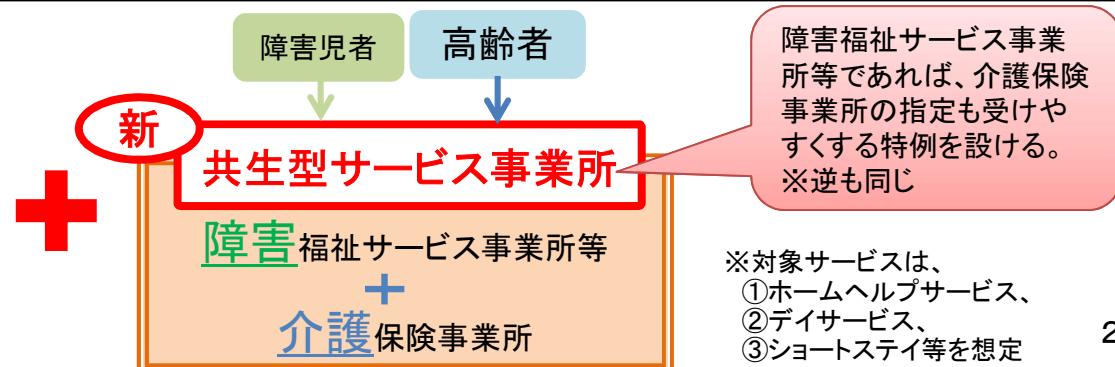 障害児者
高齢者
新
共生型サービス事業所
障害福祉サービス事業所等
+
介護保険事業所
+
障害福祉サービス事業
所等であれば、介護保険
事業所の指定も受けや
すくする特例を設ける。
※逆も同じ
※対象サービスは、
①ホームヘルプサービス、
②デイサービス、
③ショートステイ等を想定
2